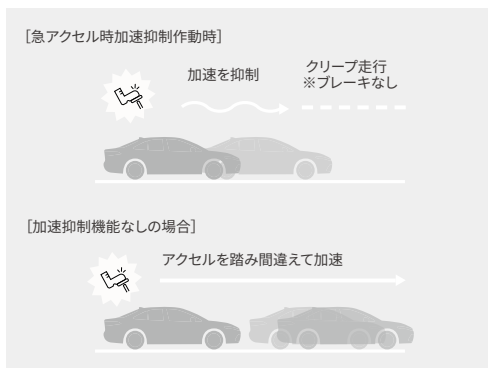 [急アクセル時加速抑制作動時]
加速を抑制
クリープ走行
※ブレーキなし
[加速抑制機能なしの場合]
アクセルを踏み間違えて加速